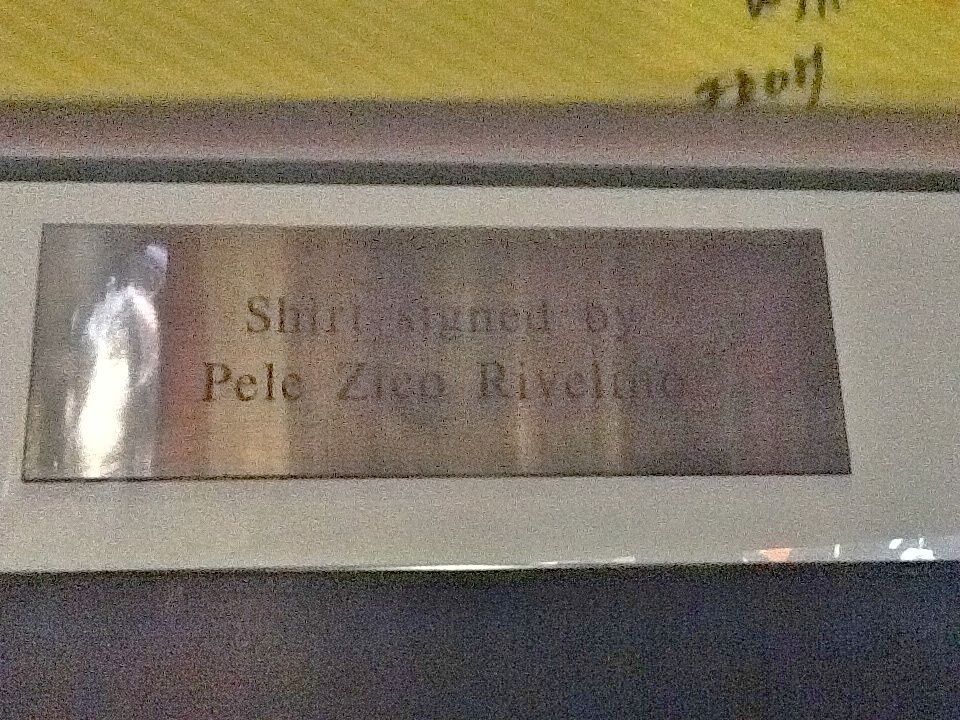 Shirt signed by
Pele Zico Rivelino